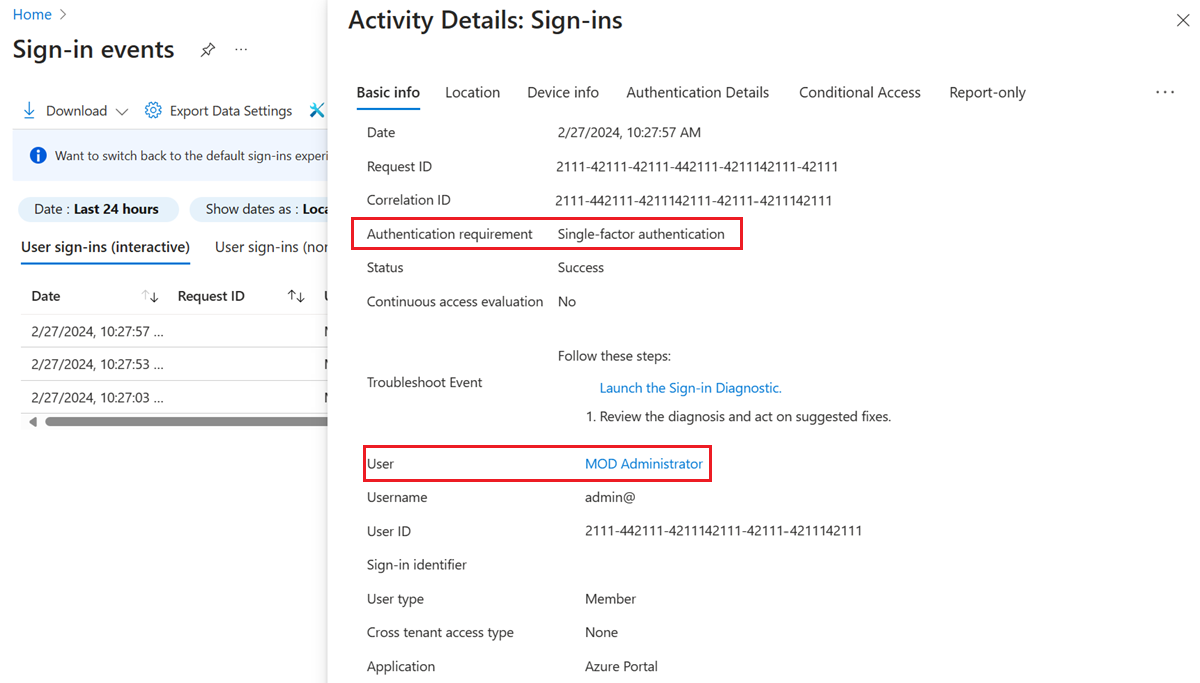 Home
Sign-in events
...
Download
Export Data Settings
Want to switch back to the default sign-ins experi
Date : Last 24 hours
Show dates as : Loca
User sign-ins (interactive)
User sign-ins (non
Date
Request ID
2/27/2024, 10:27:57 ...
2/27/2024, 10:27:53 ...
2/27/2024, 10:27:03 ...
Activity Details: Sign-ins
Basic info
Location
Device info
Authentication Details
Conditional Access
Report-only
...
Date 2/27/2024, 10:27:57 AM
Request ID 2111-42111-42111-442111-4211142111-42111
Correlation ID 2111-442111-4211142111-42111-4211142111
Authentication requirement Single-factor authentication
Status Success
Continuous access evaluation No
Troubleshoot Event
Follow these steps:
Launch the Sign-in Diagnostic.
1. Review the diagnosis and act on suggested fixes.
User MOD Administrator
Username admin@
User ID 2111-442111-4211142111-42111-4211142111
Sign-in identifier
User type Member
Cross tenant access type None
Application Azure Portal